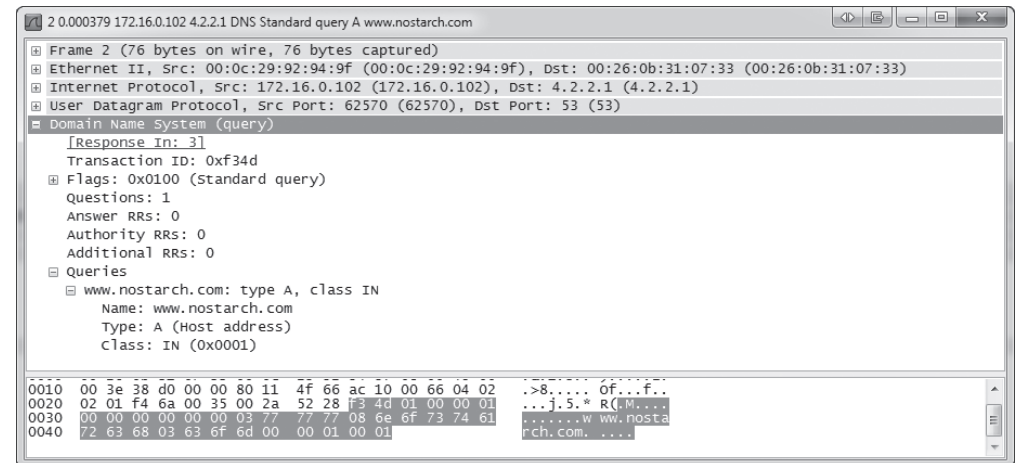 2 0.000379 172.16.0.102 4.2.2.1 DNS Standard query A www.nostarch.com
Frame 2 (76 bytes on wire, 76 bytes captured)
Ethernet II, Src: 00:0c:29:92:94:9f (00:0c:29:92:94:9f), Dst: 00:26:0b:31:07:33 (00:26:0b:31:07:33)
Internet Protocol, Src: 172.16.0.102 (172.16.0.102), Dst: 4.2.2.1 (4.2.2.1)
User Datagram Protocol, Src Port: 62570 (62570), Dst Port: 53 (53)
Domain Name System (query)
[Response In: 3]
Transaction ID: 0xf34d
Flags: 0x0100 (Standard query)
Questions: 1
Answer RRs: 0
Authority RRs: 0
Additional RRs: 0
Queries
www.nostarch.com: type A, class IN
Name: www.nostarch.com
Type: A (Host address)
Class: IN (0x0001)
0010 00 3e 38 d0 00 00 80 11 4f 66 ac 10 00 66 04 02 .>8..... Of...f..
0020 02 01 f4 6a 00 35 00 2a 52 28 f3 4d 01 00 00 01 ...j.5.* R(.M....
0030 00 00 00 00 00 00 03 77 77 77 08 6e 6f 73 74 61 .......w ww.nosta
0040 72 63 68 03 63 6f 6d 00 00 01 00 01 rch.com. ....